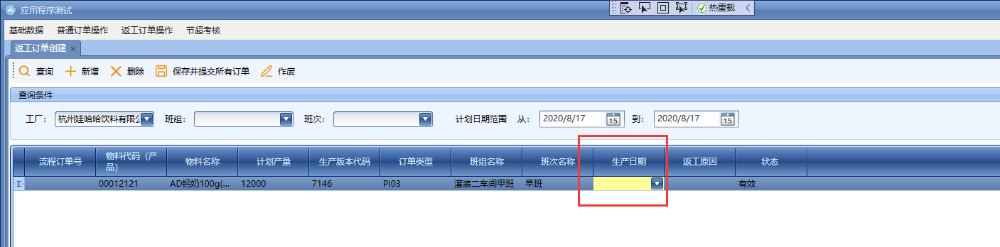 应用程序测试
热重载
基础数据 普通订单操作 返工订单操作 节超考核
返工订单创建
查询 新增 删除 保存并提交所有订单 作废
查询条件
工厂: 杭州娃哈哈饮料有限 班组: 班次: 计划日期范围 从: 2020/8/17 15 到: 2020/8/17 15
流程订单号 物料代码（产品） 物料名称 计划产量 生产版本代码 订单类型 班组名称 班次名称 生产日期 返工原因 状态
00012121 AD钙奶100g(... 12000 7146 PI03 灌装二车间甲班 早班 有效